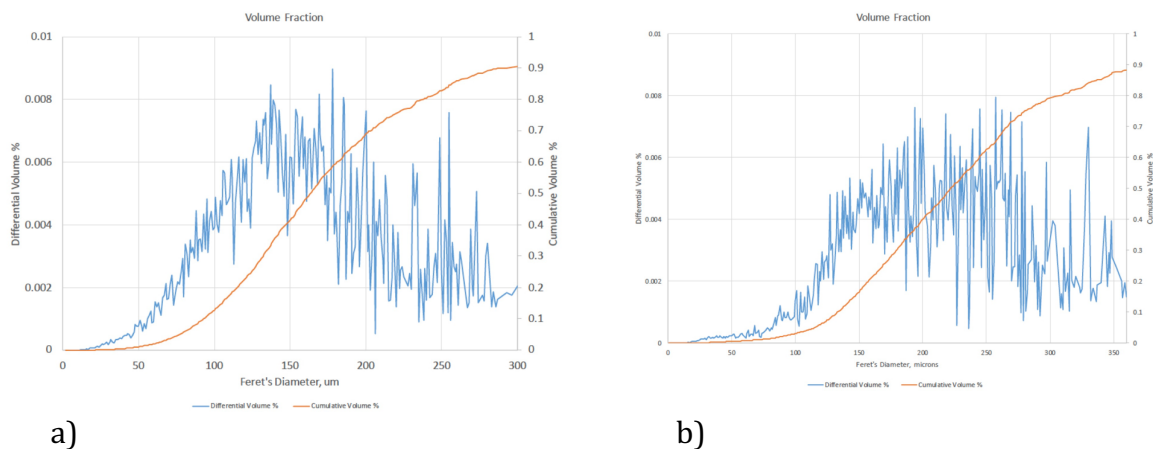 Volume Fraction
0.01
0.008
0.006
0.004
0.002
0
Differential Volume %
1
0.9
0.8
0.7
0.6
0.5
0.4
0.3
0.2
0.1
0
Cumulative Volume %
0 50 100 150 200 250 300
Feret's Diameter, um
Differential Volume % Cumulative Volume %
a)
Volume Fraction
0.01
0.008
0.006
0.004
0.002
0
Differential Volume %
1
0.9
0.8
0.7
0.6
0.5
0.4
0.3
0.2
0.1
0
Cumulative Volume %
0 50 100 150 200 250 300 350
Feret's Diameter, microns
Differential Volume % Cumulative Volume %
b)